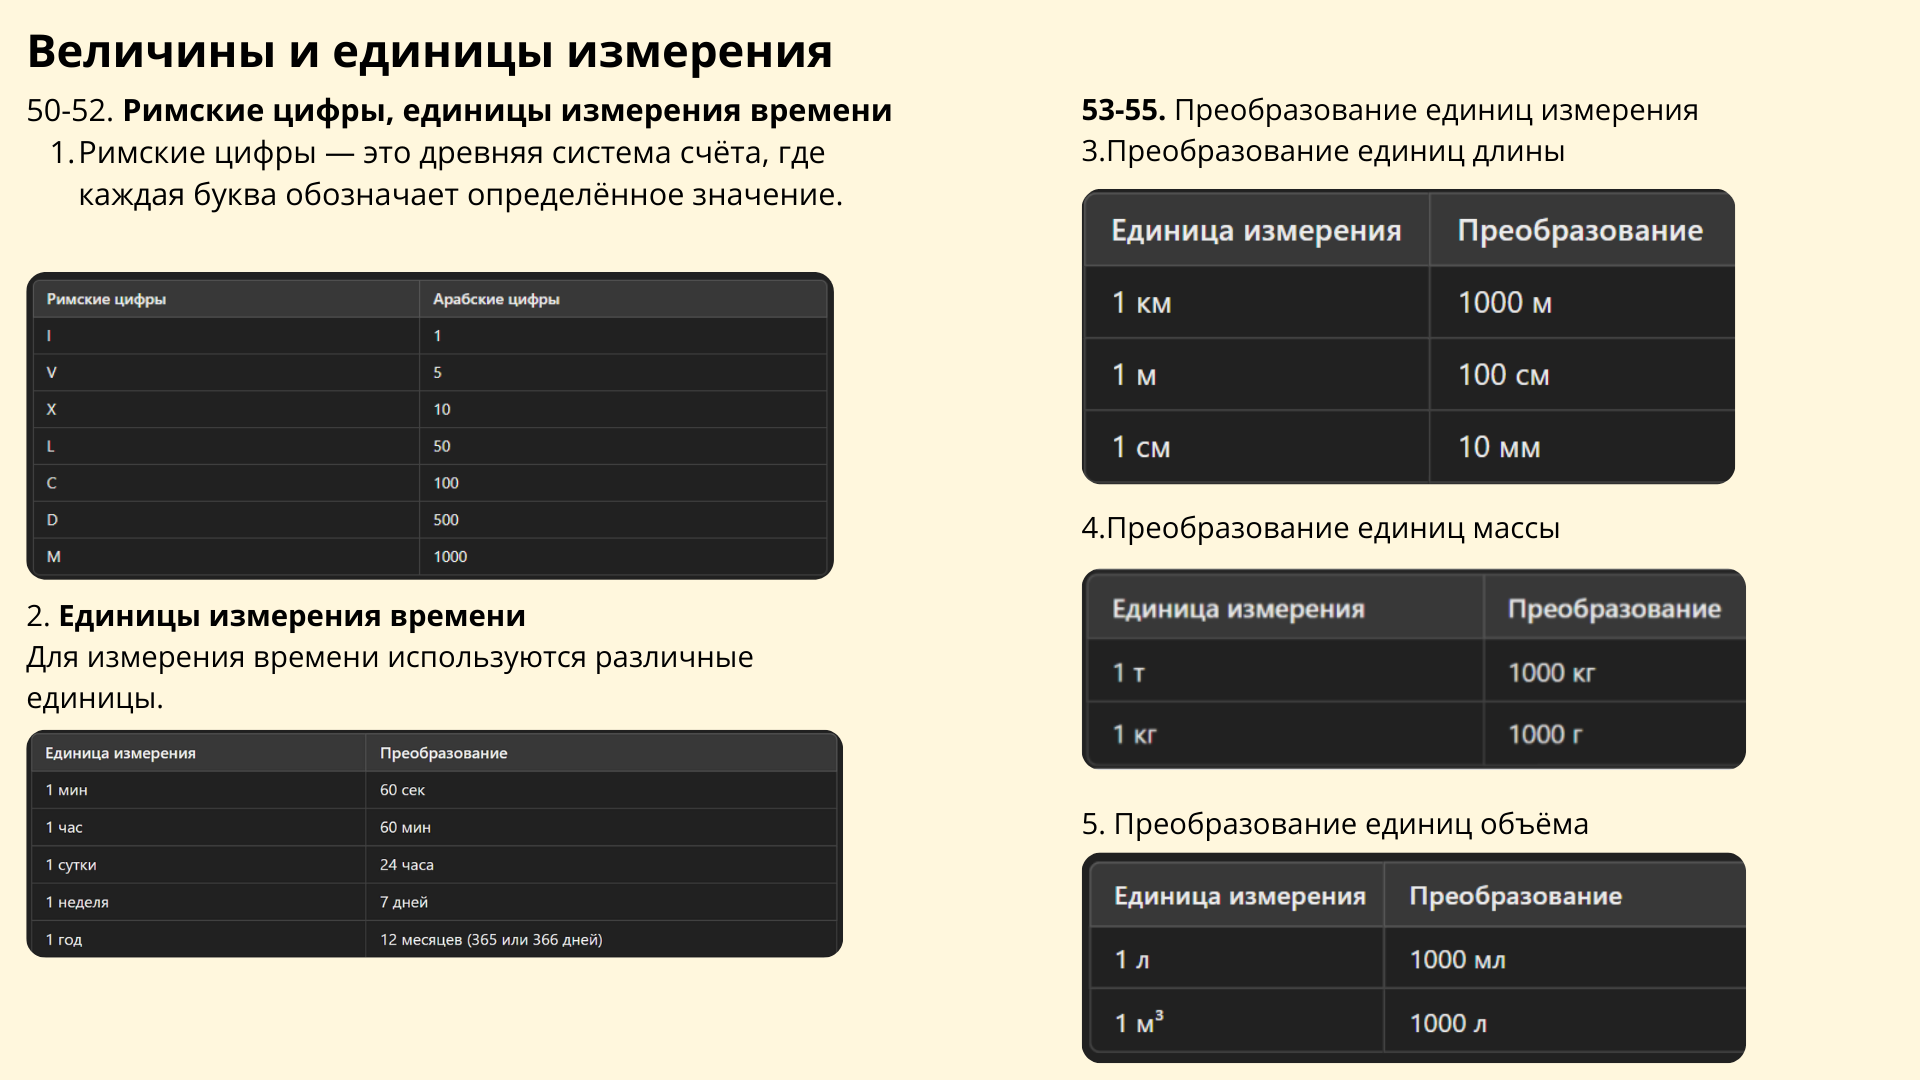 Величины и единицы измерения
50-52. Римские цифры, единицы измерения времени
1. Римские цифры — это древняя система счёта, где
каждая буква обозначает определённое значение.
Римские цифры Арабские цифры
I 1
V 5
X 10
L 50
C 100
D 500
M 1000
2. Единицы измерения времени
Для измерения времени используются различные
единицы.
Единица измерения Преобразование
1 мин 60 сек
1 час 60 мин
1 сутки 24 часа
1 неделя 7 дней
1 год 12 месяцев (365 или 366 дней)
53-55. Преобразование единиц измерения
3.Преобразование единиц длины
Единица измерения Преобразование
1 км 1000 м
1 м 100 см
1 см 10 мм
4.Преобразование единиц массы
Единица измерения Преобразование
1 т 1000 кг
1 кг 1000 г
5. Преобразование единиц объёма
Единица измерения Преобразование
1 л 1000 мл
1 м³ 1000 л